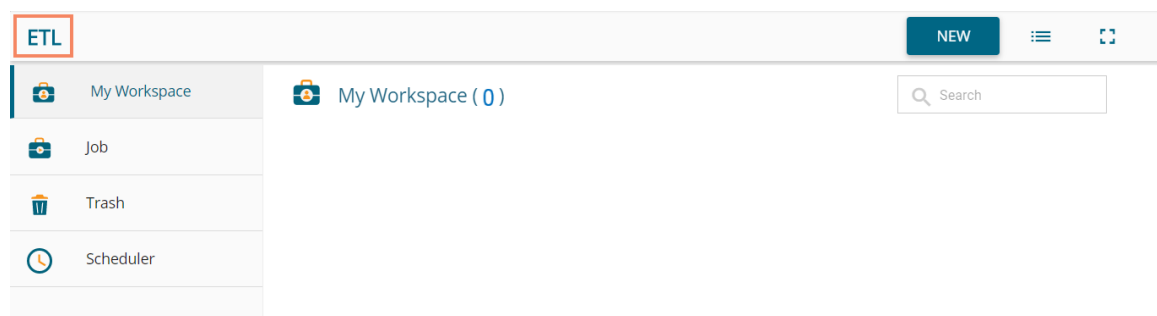 ETL
NEW
My Workspace
My Workspace ( 0 )
Search
Job
Trash
Scheduler